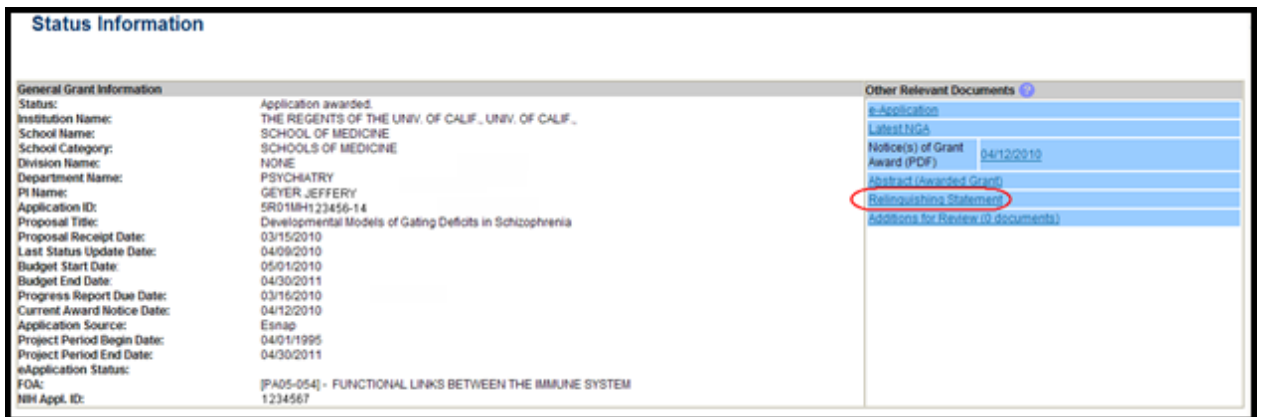 Status Information
General Grant Information
Status: Application awarded.
Institution Name: THE REGENTS OF THE UNIV. OF CALIF., UNIV. OF CALIF.,
School Name: SCHOOL OF MEDICINE
School Category: SCHOOLS OF MEDICINE
Division Name: NONE
Department Name: PSYCHIATRY
PI Name: GEYER JEFFERY
Application ID: 5R01MH123456-14
Proposal Title: Developmental Models of Gating Deficits in Schizophrenia
Proposal Receipt Date: 03/15/2010
Last Status Update Date: 04/09/2010
Budget Start Date: 05/01/2010
Budget End Date: 04/30/2011
Progress Report Due Date: 03/16/2010
Current Award Notice Date: 04/12/2010
Application Source: Esnap
Project Period Begin Date: 04/01/1995
Project Period End Date: 04/30/2011
eApplication Status:
FOA: [PA05-054] - FUNCTIONAL LINKS BETWEEN THE IMMUNE SYSTEM
NIH Appl. ID: 1234567
Other Relevant Documents ?
e-Application
Latest NGA
Notice(s) of Grant
Award (PDF)
04/12/2010
Abstract (Awarded Grant)
Relinquishing Statement
Additions for Review (0 documents)